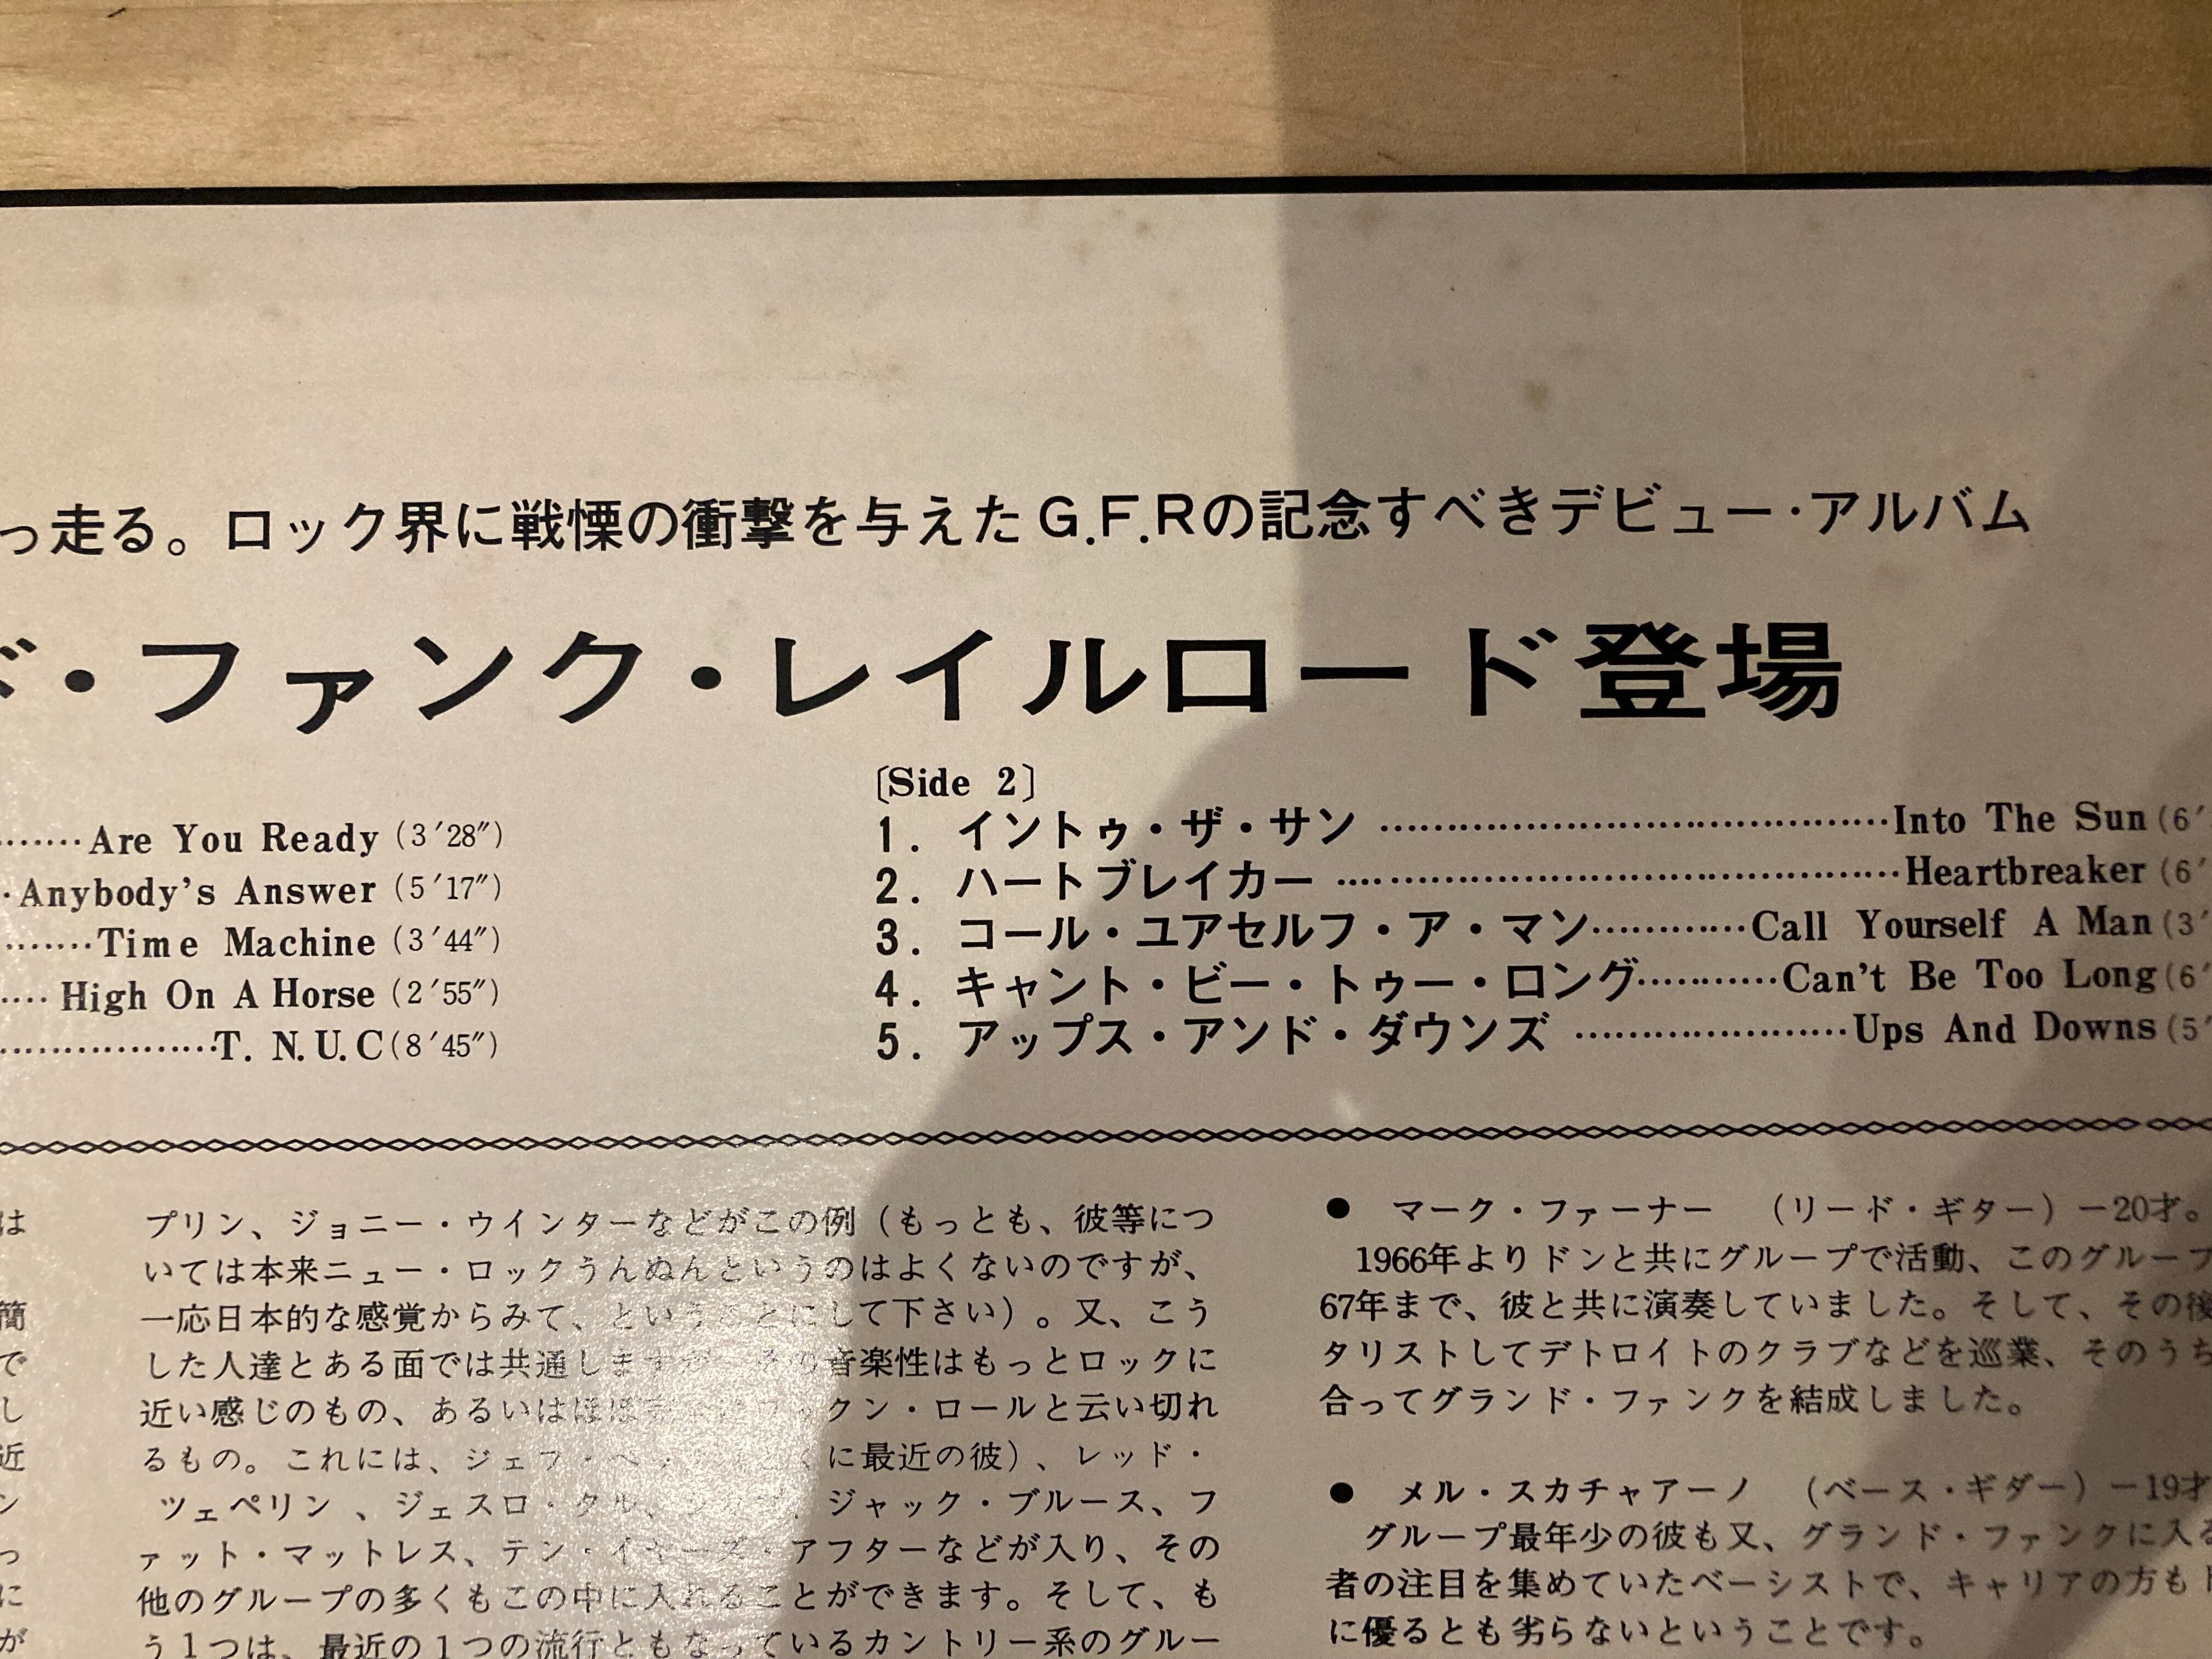 っ走る。ロック界に戦慄の衝撃を与えたG.F.Rの記念すべきデビュー・アルバム
ド・ファンク・レイルロード登場
Are You Ready (3′28″)
Anybody's Answer (5′17″)
Time Machine (3′44″)
High On A Horse (2′55″)
T. N. U. C (8′45″)
〔Side 2〕
1. イントゥ・ザ・サン Into The Sun (6′
2. ハートブレイカー Heartbreaker (6′
3. コール・ユアセルフ・ア・マン Call Yourself A Man (3′
4. キャント・ビー・トゥー・ロング Can't Be Too Long (6′
5. アップス・アンド・ダウンズ Ups And Downs (5′
は
簡
で
し
近
ン
っ
に
が
プリン、ジョニー・ウインターなどがこの例（もっとも、彼等につ
いては本来ニュー・ロックうんぬんというのはよくないのですが、
一応日本的な感覚からみて、ということにして下さい）。又、こう
した人達とある面では共通しますが、その音楽性はもっとロックに
近い感じのもの、あるいはほぼ クン・ロールと云い切れ
るもの。これには、ジェフ・ベ に最近の彼）、レッド・
ツェペリン、ジェスロ・タル、 ジャック・ブルース、フ
ァット・マットレス、テン・イヤーズ・アフターなどが入り、その
他のグループの多くもこの中に入れることができます。そして、も
う1つは、最近の1つの流行ともなっているカントリー系のグルー
● マーク・ファーナー （リード・ギター）ー20才。
1966年よりドンと共にグループで活動、このグループ
67年まで、彼と共に演奏していました。そして、その後
タリストしてデトロイトのクラブなどを巡業、そのうち
合ってグランド・ファンクを結成しました。
● メル・スカチャアーノ （ベース・ギダー）ー19才
グループ最年少の彼も又、グランド・ファンクに入る
者の注目を集めていたベーシストで、キャリアの方も
に優るとも劣らないということです。